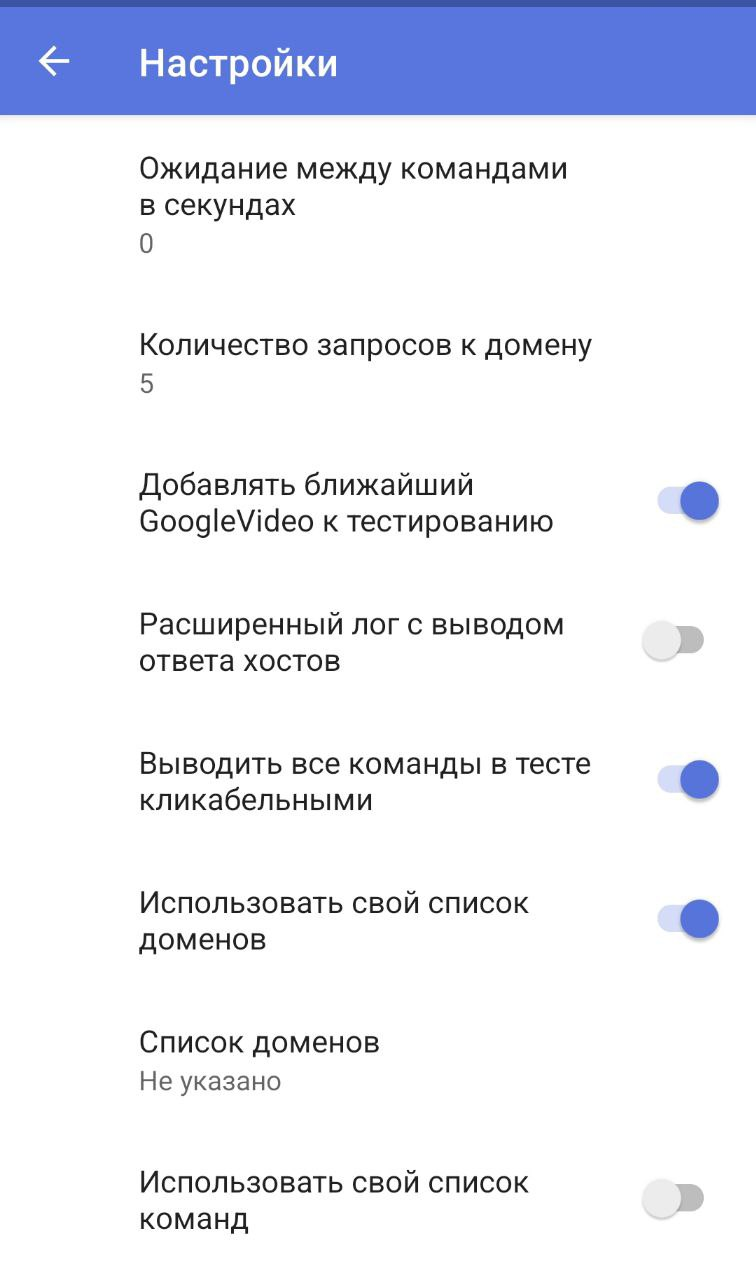 Настройки
Ожидание между командами
в секундах
0
Количество запросов к домену
5
Добавлять ближайший
GoogleVideo к тестированию
Расширенный лог с выводом
ответа хостов
Выводить все команды в тесте
кликабельными
Использовать свой список
доменов
Список доменов
Не указано
Использовать свой список
команд